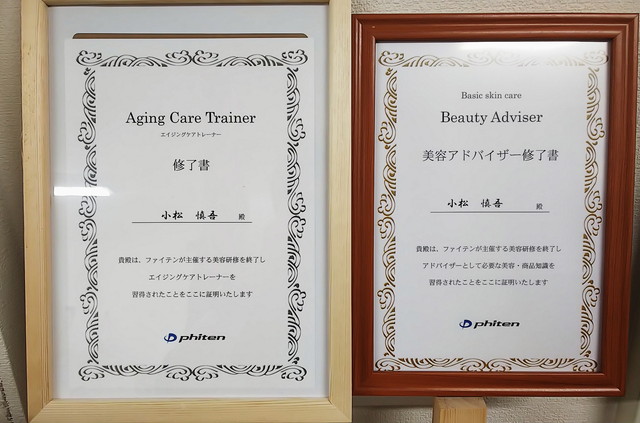 Aging Care Trainer
エイジングケアトレーナー
修了書
小松 慎吾 殿
貴殿は、ファイテンが主催する美容研修を終了し
エイジングケアトレーナーを
習得されたことをここに証明いたします
phiten
Basic skin care
Beauty Adviser
美容アドバイザー修了書
小松 慎吾 殿
貴殿は、ファイテンが主催する美容研修を終了し
アドバイザーとして必要な美容・商品知識を
習得されたことをここに証明いたします
phiten